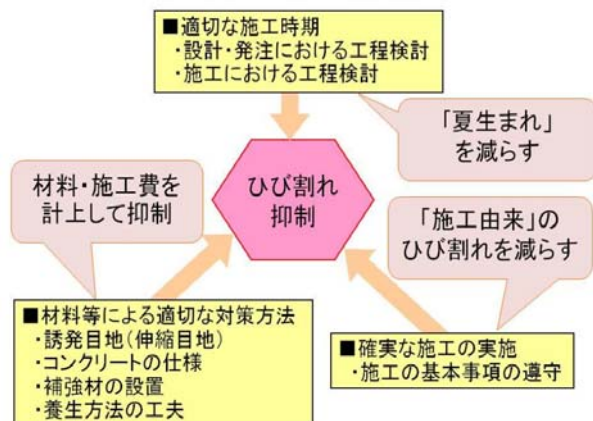 ■適切な施工時期
・設計・発注における工程検討
・施工における工程検討
「夏生まれ」
を減らす
ひび割れ
抑制
材料・施工費を
計上して抑制
「施工由来」の
ひび割れを減らす
■材料等による適切な対策方法
・誘発目地(伸縮目地)
・コンクリートの仕様
・補強材の設置
・養生方法の工夫
■確実な施工の実施
・施工の基本事項の遵守